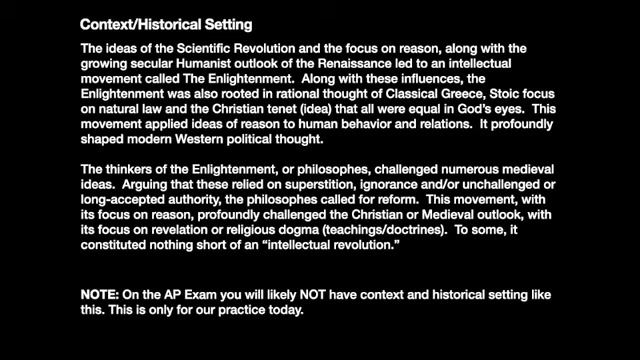 Context/Historical Setting
The ideas of the Scientific Revolution and the focus on reason, along with the
growing secular Humanist outlook of the Renaissance led to an intellectual
movement called The Enlightenment.  Along with these influences, the
Enlightenment was also rooted in rational thought of Classical Greece, Stoic focus
on natural law and the Christian tenet (idea) that all were equal in God's eyes.  This
movement applied ideas of reason to human behavior and relations.  It profoundly
shaped modern Western political thought.
The thinkers of the Enlightenment, or philosophes, challenged numerous medieval
ideas.  Arguing that these relied on superstition, ignorance and/or unchallenged or
long-accepted authority, the philosophes called for reform.  This movement, with
its focus on reason, profoundly challenged the Christian or Medieval outlook, with
its focus on revelation or religious dogma (teachings/doctrines).  To some, it
constituted nothing short of an “intellectual revolution.”
NOTE:  On the AP Exam you will likely NOT have context and historical setting like
this. This is only for our practice today.